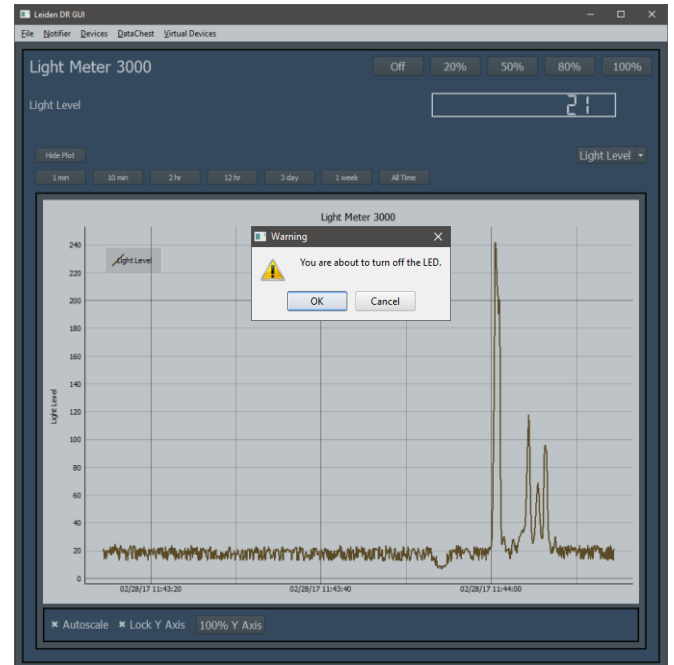 Leiden DR GUI
File Notifier Devices DataChest Virtual Devices
Light Meter 3000
Off 20% 50% 80% 100%
Light Level
21
Hide Plot
Light Level
1 min 10 min 2 hr 12 hr 3 day 1 week All Time
Light Meter 3000
Warning
You are about to turn off the LED.
OK Cancel
Light Level
240
220
200
180
160
140
120
100
80
60
40
20
0
Light Level
02/28/17 11:43:20 02/28/17 11:43:40 02/28/17 11:44:00
Autoscale Lock Y Axis 100% Y Axis